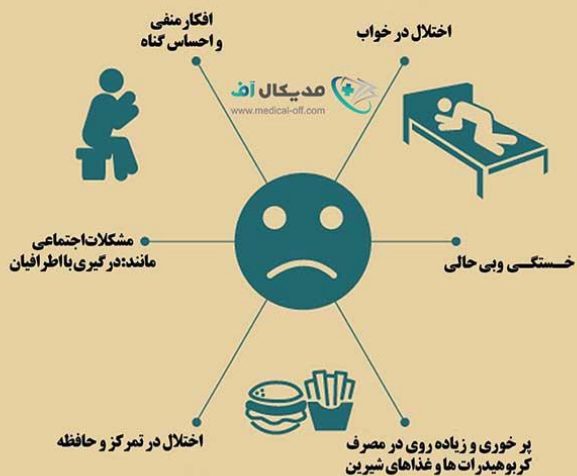 افکار منفی
و احساس گناه
اختلال در خواب
مدیکال آف
www.medical-off.com
مشکلات اجتماعی
مانند: درگیری با اطرافیان
خستگی وبی حالی
اختلال در تمرکز و حافظه
پر خوری و زیاده روی در مصرف
کربوهیدرات ها و غذاهای شیرین